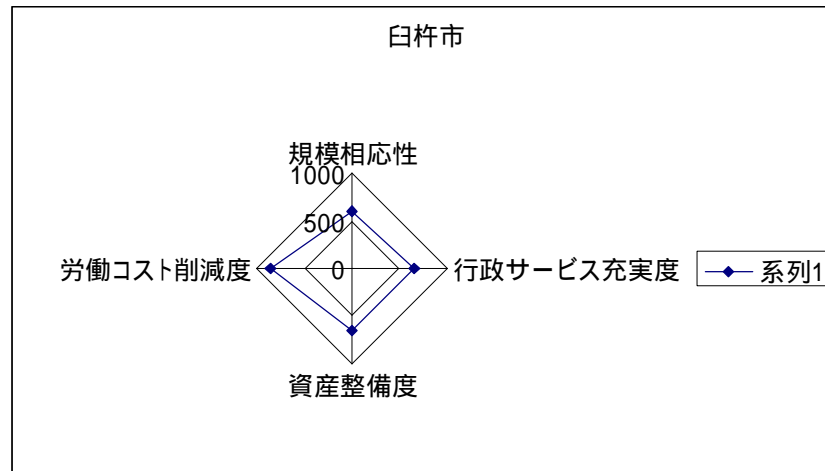 臼杵市
規模相応性
1000
500
労働コスト削減度
0
行政サービス充実度
系列1
資産整備度